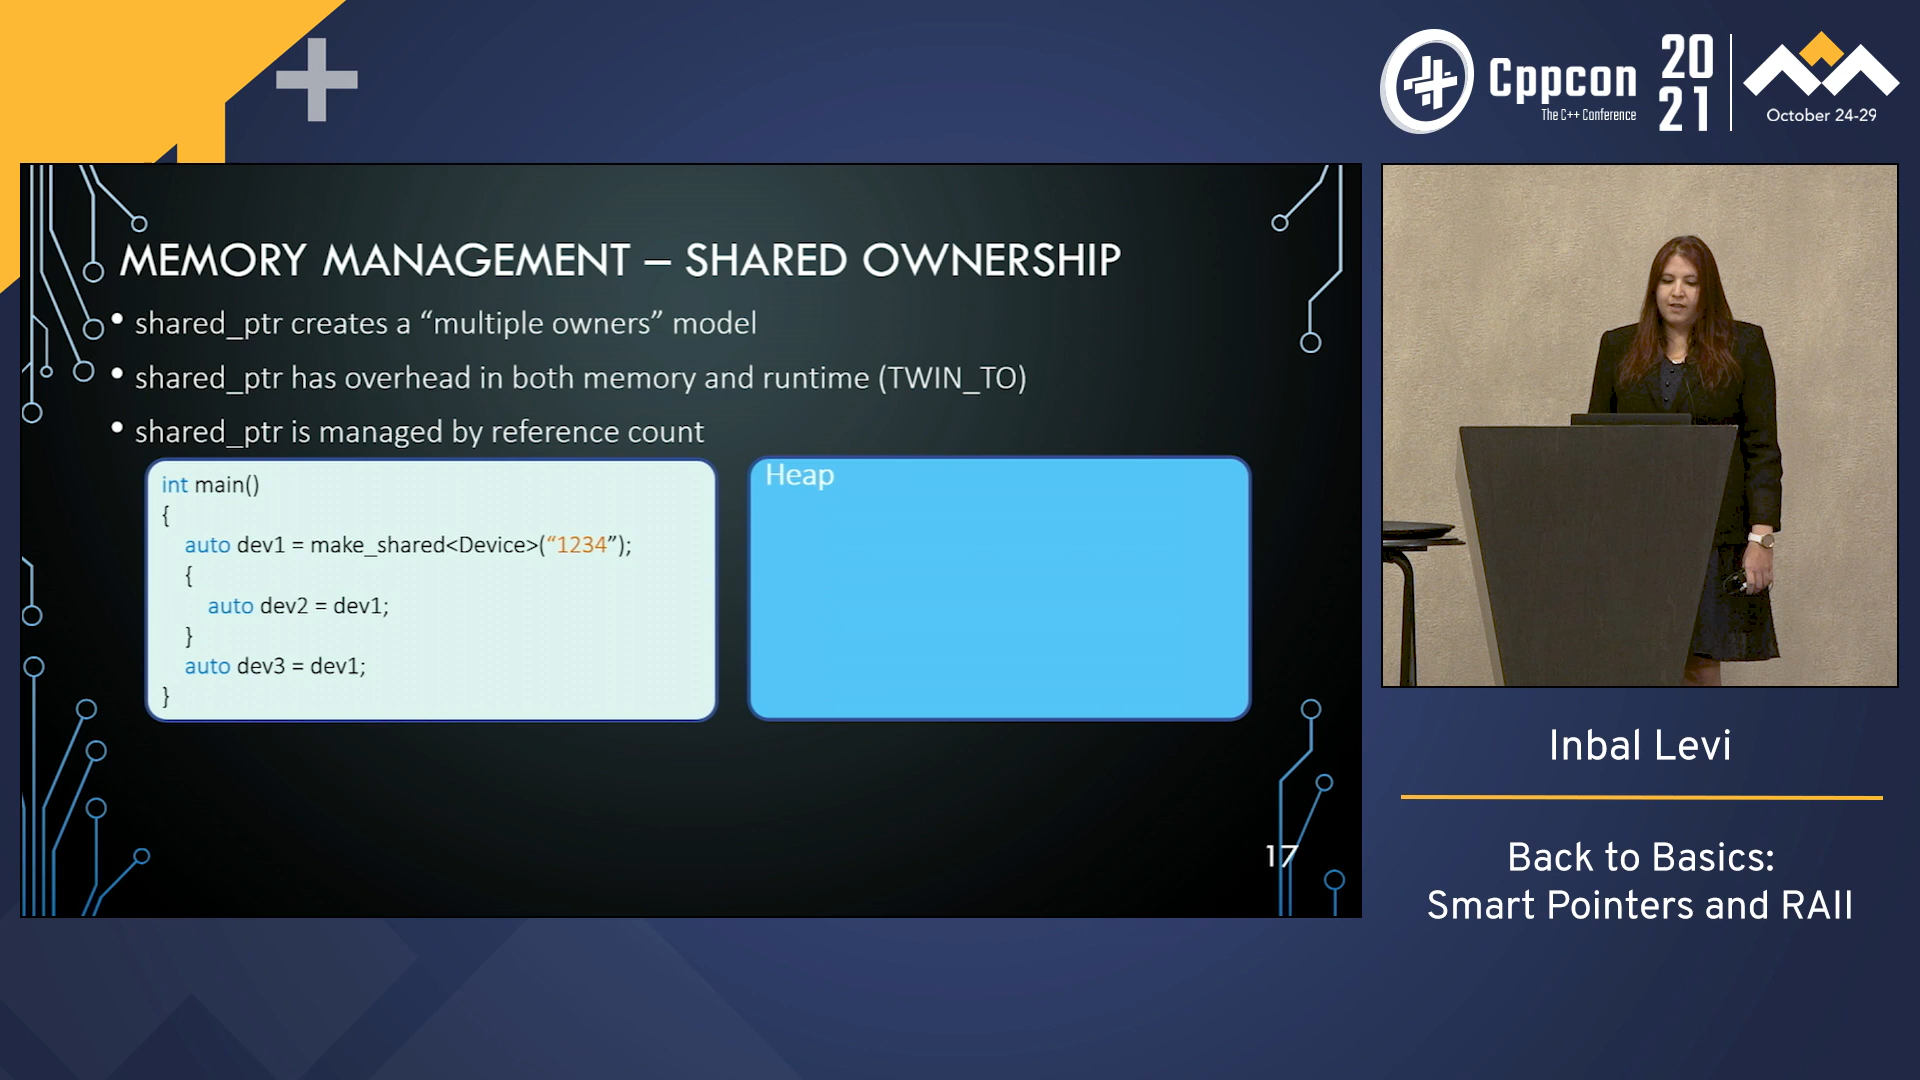 Cppcon
The C++ Conference
20
21
October 24-29
MEMORY MANAGEMENT – SHARED OWNERSHIP
• shared_ptr creates a “multiple owners” model
• shared_ptr has overhead in both memory and runtime (TWIN_TO)
• shared_ptr is managed by reference count
int main()
{
auto dev1 = make_shared<Device>(“1234”);
{
auto dev2 = dev1;
}
auto dev3 = dev1;
}
Heap
17
Inbal Levi
Back to Basics:
Smart Pointers and RAII